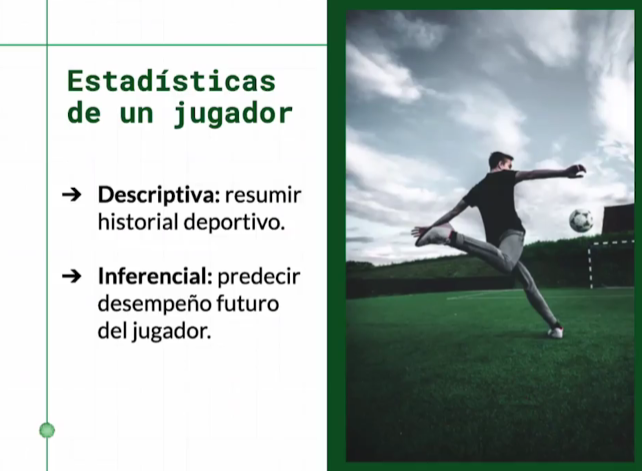 Estadísticas
de un jugador
➔ Descriptiva: resumir
historial deportivo.
➔ Inferencial: predecir
desempeño futuro
del jugador.